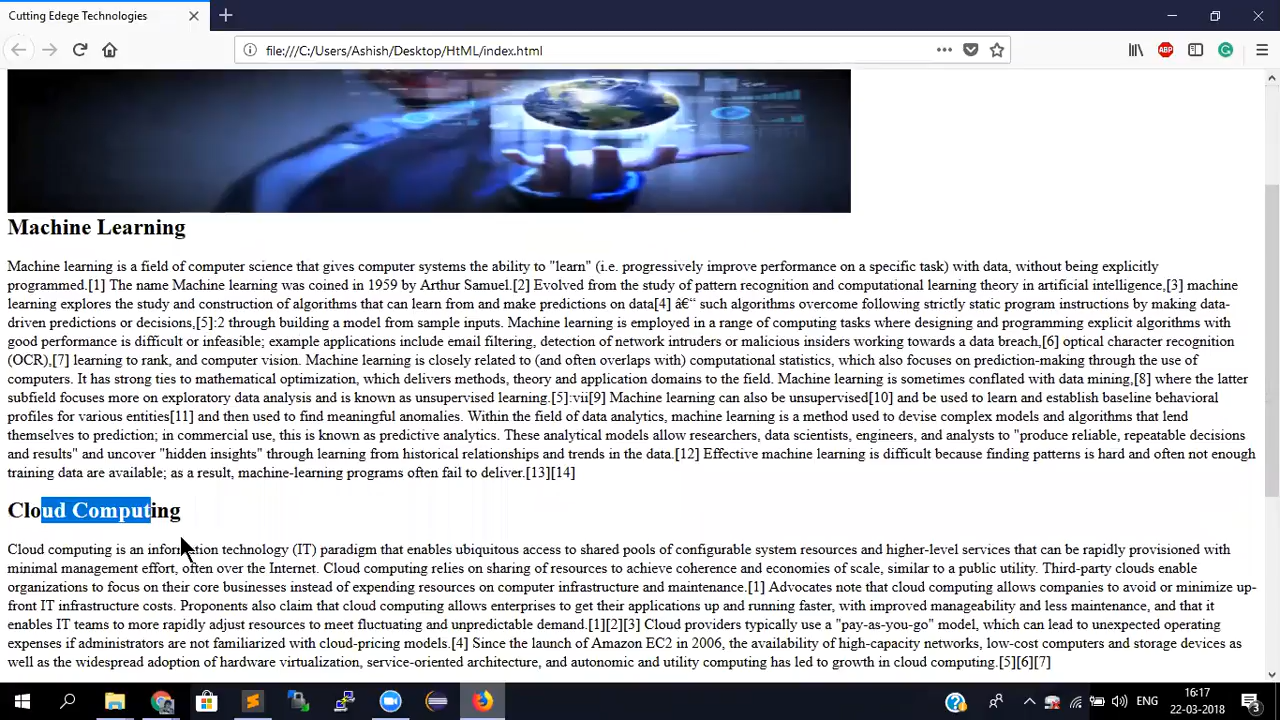 Cutting Edege Technologies
file:///C:/Users/Ashish/Desktop/HtML/index.html
ABP
Machine Learning
Machine learning is a field of computer science that gives computer systems the ability to "learn" (i.e. progressively improve performance on a specific task) with data, without being explicitly
programmed.[1] The name Machine learning was coined in 1959 by Arthur Samuel.[2] Evolved from the study of pattern recognition and computational learning theory in artificial intelligence,[3] machine
learning explores the study and construction of algorithms that can learn from and make predictions on data[4] â€“ such algorithms overcome following strictly static program instructions by making data-
driven predictions or decisions,[5]:2 through building a model from sample inputs. Machine learning is employed in a range of computing tasks where designing and programming explicit algorithms with
good performance is difficult or infeasible; example applications include email filtering, detection of network intruders or malicious insiders working towards a data breach,[6] optical character recognition
(OCR),[7] learning to rank, and computer vision. Machine learning is closely related to (and often overlaps with) computational statistics, which also focuses on prediction-making through the use of
computers. It has strong ties to mathematical optimization, which delivers methods, theory and application domains to the field. Machine learning is sometimes conflated with data mining,[8] where the latter
subfield focuses more on exploratory data analysis and is known as unsupervised learning.[5]:vii[9] Machine learning can also be unsupervised[10] and be used to learn and establish baseline behavioral
profiles for various entities[11] and then used to find meaningful anomalies. Within the field of data analytics, machine learning is a method used to devise complex models and algorithms that lend
themselves to prediction; in commercial use, this is known as predictive analytics. These analytical models allow researchers, data scientists, engineers, and analysts to "produce reliable, repeatable decisions
and results" and uncover "hidden insights" through learning from historical relationships and trends in the data.[12] Effective machine learning is difficult because finding patterns is hard and often not enough
training data are available; as a result, machine-learning programs often fail to deliver.[13][14]
Cloud Computing
Cloud computing is an information technology (IT) paradigm that enables ubiquitous access to shared pools of configurable system resources and higher-level services that can be rapidly provisioned with
minimal management effort, often over the Internet. Cloud computing relies on sharing of resources to achieve coherence and economies of scale, similar to a public utility. Third-party clouds enable
organizations to focus on their core businesses instead of expending resources on computer infrastructure and maintenance.[1] Advocates note that cloud computing allows companies to avoid or minimize up-
front IT infrastructure costs. Proponents also claim that cloud computing allows enterprises to get their applications up and running faster, with improved manageability and less maintenance, and that it
enables IT teams to more rapidly adjust resources to meet fluctuating and unpredictable demand.[1][2][3] Cloud providers typically use a "pay-as-you-go" model, which can lead to unexpected operating
expenses if administrators are not familiarized with cloud-pricing models.[4] Since the launch of Amazon EC2 in 2006, the availability of high-capacity networks, low-cost computers and storage devices as
well as the widespread adoption of hardware virtualization, service-oriented architecture, and autonomic and utility computing has led to growth in cloud computing.[5][6][7]
ENG
16:17
22-03-2018
3